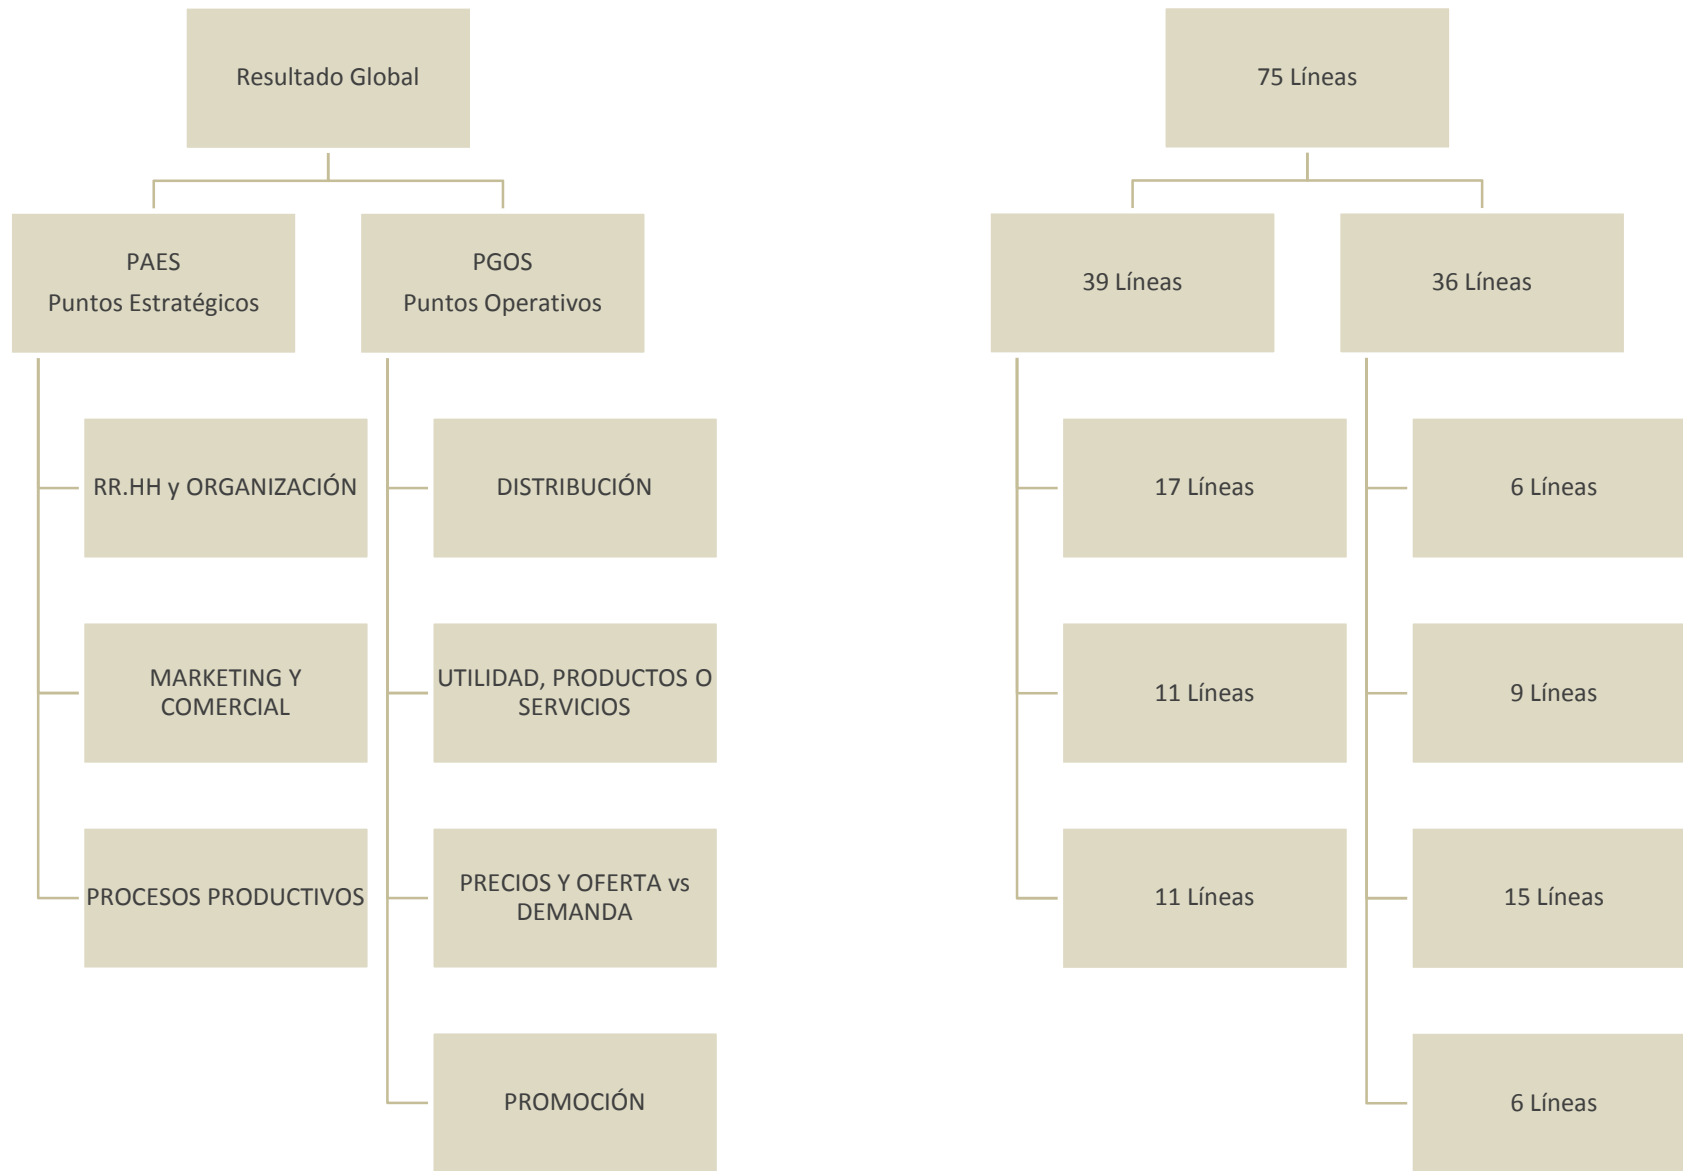 Resultado Global
PAES
Puntos Estratégicos
PGOS
Puntos Operativos
RR.HH y ORGANIZACIÓN
DISTRIBUCIÓN
MARKETING Y
COMERCIAL
UTILIDAD, PRODUCTOS O
SERVICIOS
PROCESOS PRODUCTIVOS
PRECIOS Y OFERTA vs
DEMANDA
PROMOCIÓN
75 Líneas
39 Líneas
36 Líneas
17 Líneas
6 Líneas
11 Líneas
9 Líneas
11 Líneas
15 Líneas
6 Líneas